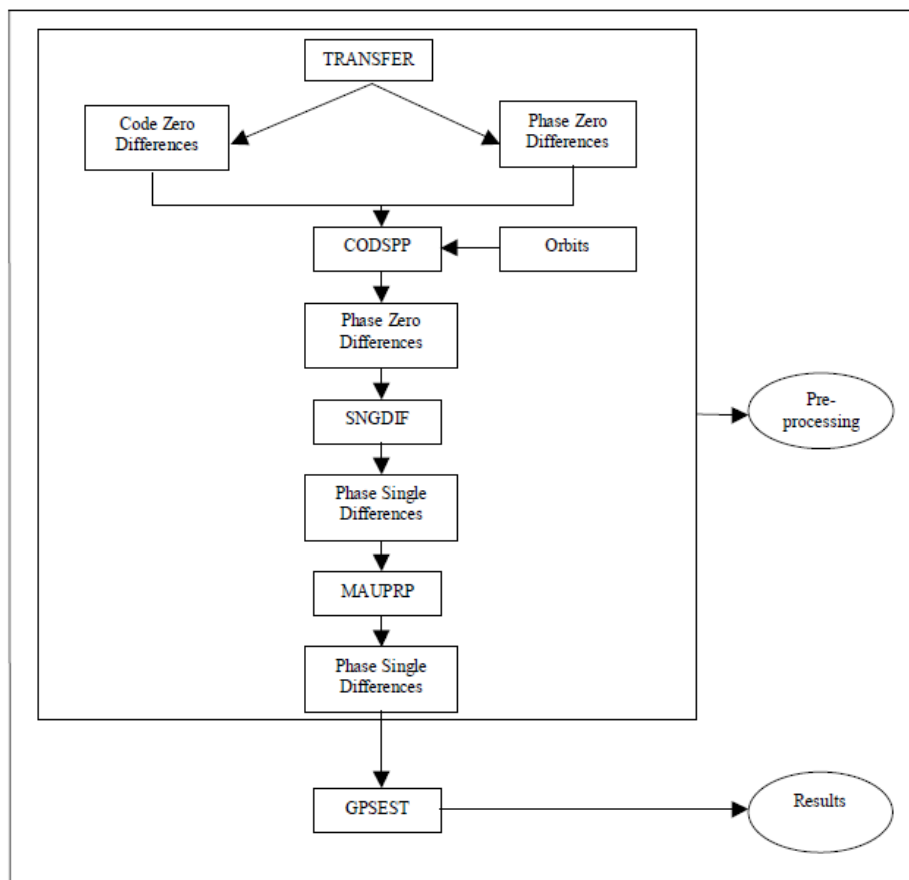 TRANSFER
Code Zero
Differences
Phase Zero
Differences
CODSPP
Orbits
Phase Zero
Differences
SNGDIF
Pre-
processing
Phase Single
Differences
MAUPRP
Phase Single
Differences
GPSEST
Results